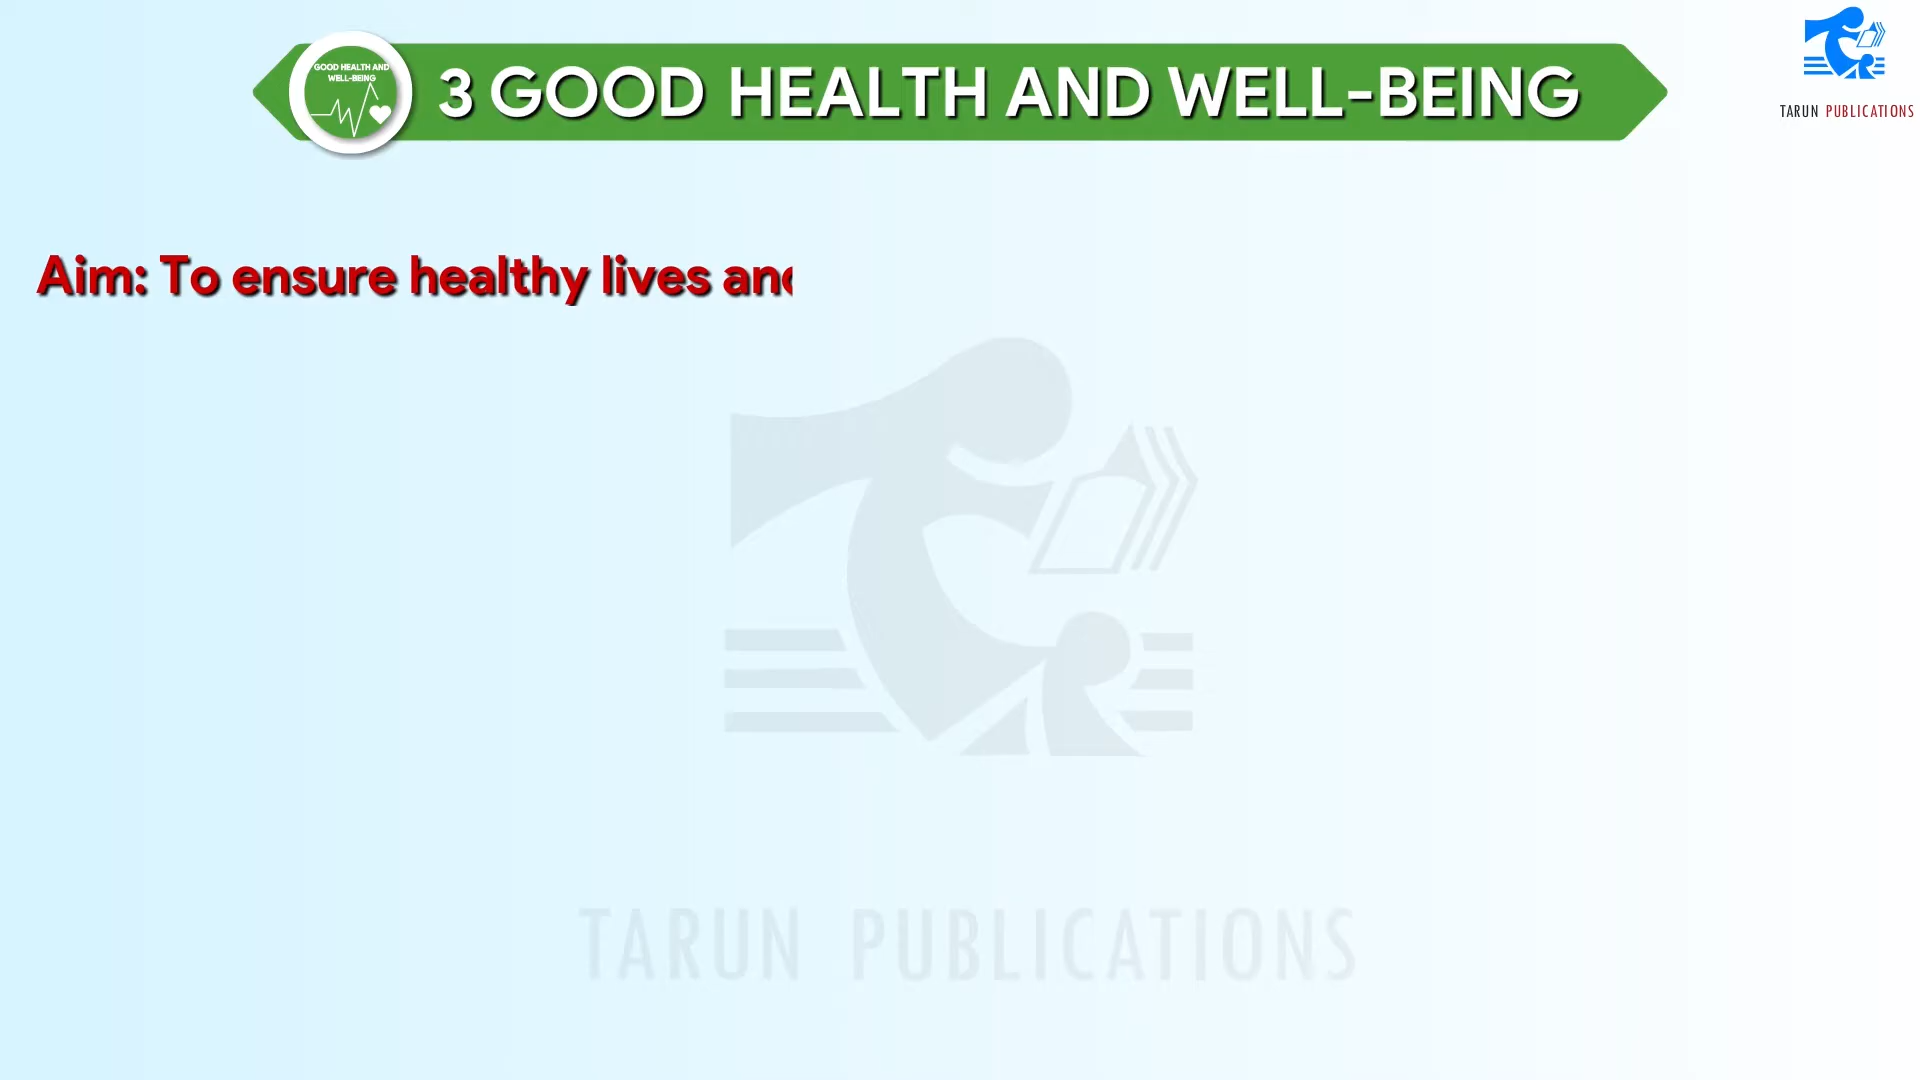 GOOD HEALTH AND
WELL-BEING
3 GOOD HEALTH AND WELL-BEING
TARUN PUBLICATIONS
Aim: To ensure healthy lives and
TARUN PUBLICATIONS